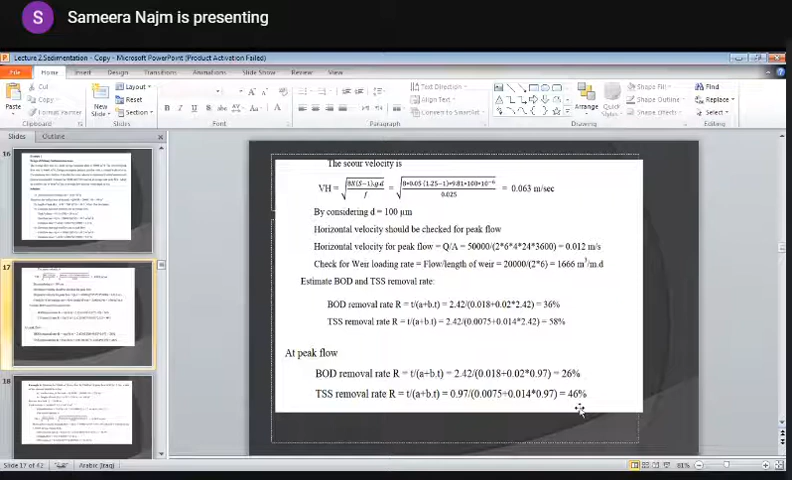 S
Sameera Najm is presenting
Lecture 2.Sedimentation - Copy - Microsoft PowerPoint (Product Activation Failed)
File Home Insert Design Transitions Animations Slide Show Review View
Paste
Cut
Copy
New Slide
Layout
Reset
Section
Text Direction
Align Text
Convert to SmartArt
Arrange
Quick Styles
Shape Fill
Shape Outline
Shape Effects
Find
Replace
Select
Clipboard
Slides
Font
Paragraph
Drawing
Editing
Slides Outline
16
17
18
The scour velocity is
VH = √(8K(S−1).g.d / f) = √(8*0.05 (1.25−1)*9.81*100*10⁻⁶ / 0.025) = 0.063 m/sec
By considering d = 100 μm
Horizontal velocity should be checked for peak flow
Horizontal velocity for peak flow = Q/A = 50000/(2*6*4*24*3600) = 0.012 m/s
Check for Weir loading rate = Flow/length of weir = 20000/(2*6) = 1666 m³/m d
Estimate BOD and TSS removal rate:
BOD removal rate R = t/(a+b.t) = 2.42/(0.018+0.02*2.42) = 36%
TSS removal rate R = t/(a+b.t) = 2.42/(0.0075+0.014*2.42) = 58%
At peak flow
BOD removal rate R = t/(a+b.t) = 2.42/(0.018+0.02*0.97) = 26%
TSS removal rate R = t/(a+b.t) = 0.97/(0.0075+0.014*0.97) = 46%
Slide 17 of 42
Arabic (Iraq)
81%